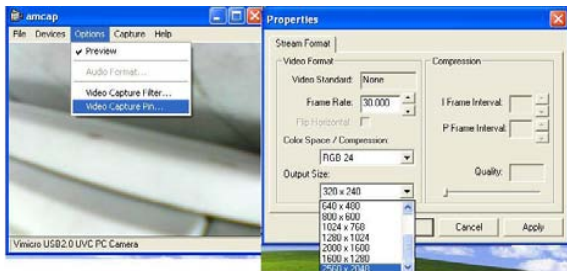 amcap
File Devices Options Capture Help
Preview
Audio Format...
Video Capture Filter...
Video Capture Pin...
Vimicro USB2.0 UVC PC Camera
Properties
Stream Format
Video Format
Video Standard: None
Frame Rate: 30.000
Flip Horizontal:
Color Space / Compression:
RGB 24
Output Size:
320 x 240
640 x 480
800 x 600
1024 x 768
1280 x 1024
2000 x 1600
1600 x 1280
2560 x 2048
Compression
I Frame Interval:
P Frame Interval:
Quality:
Cancel Apply